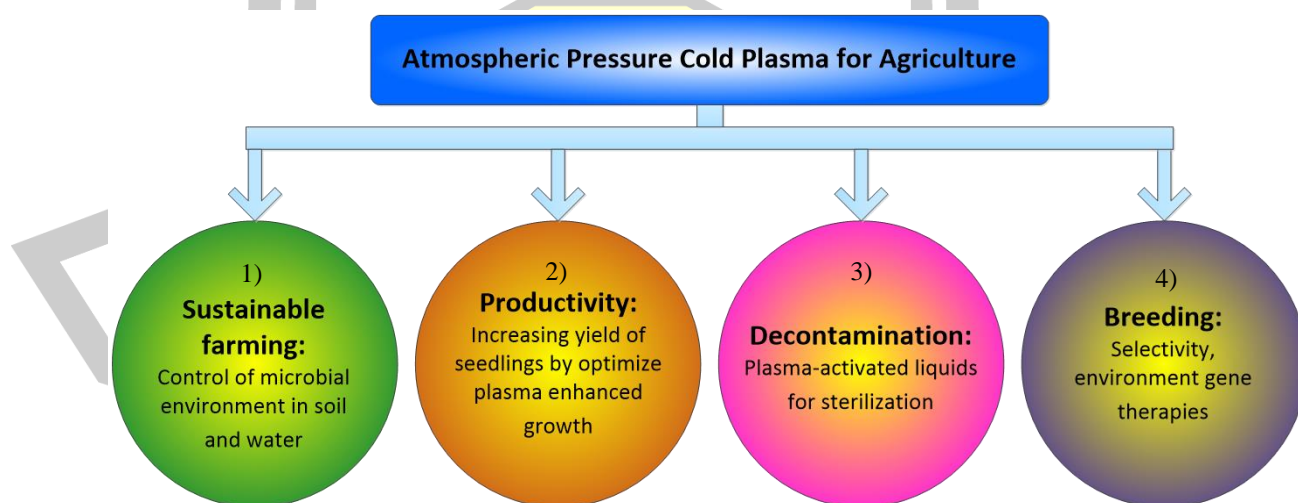 Atmospheric Pressure Cold Plasma for Agriculture
1)
Sustainable
farming:
Control of microbial
environment in soil
and water
2)
Productivity:
Increasing yield of
seedlings by optimize
plasma enhanced
growth
3)
Decontamination:
Plasma-activated liquids
for sterilization
4)
Breeding:
Selectivity,
environment gene
therapies